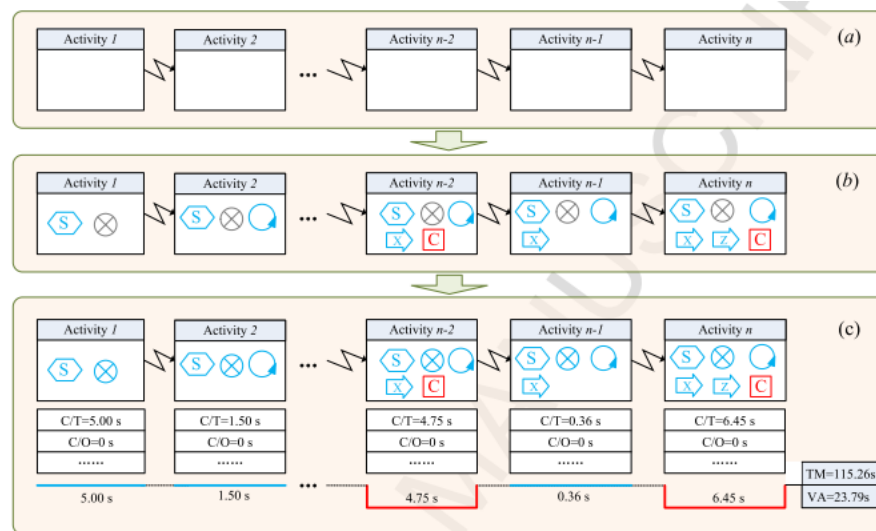 Activity 1 Activity 2 ... Activity n-2 Activity n-1 Activity n (a)
Activity 1 Activity 2 ... Activity n-2 Activity n-1 Activity n (b)
S S S S S
X C X X Z C
Activity 1 Activity 2 ... Activity n-2 Activity n-1 Activity n (c)
S S S S S
X C X X Z C
C/T=5.00 s C/T=1.50 s C/T=4.75 s C/T=0.36 s C/T=6.45 s
C/O=0 s C/O=0 s C/O=0 s C/O=0 s C/O=0 s
...... ...... ...... ...... ......
TM=115.26s
5.00 s 1.50 s ... 4.75 s 0.36 s 6.45 s VA=23.79s